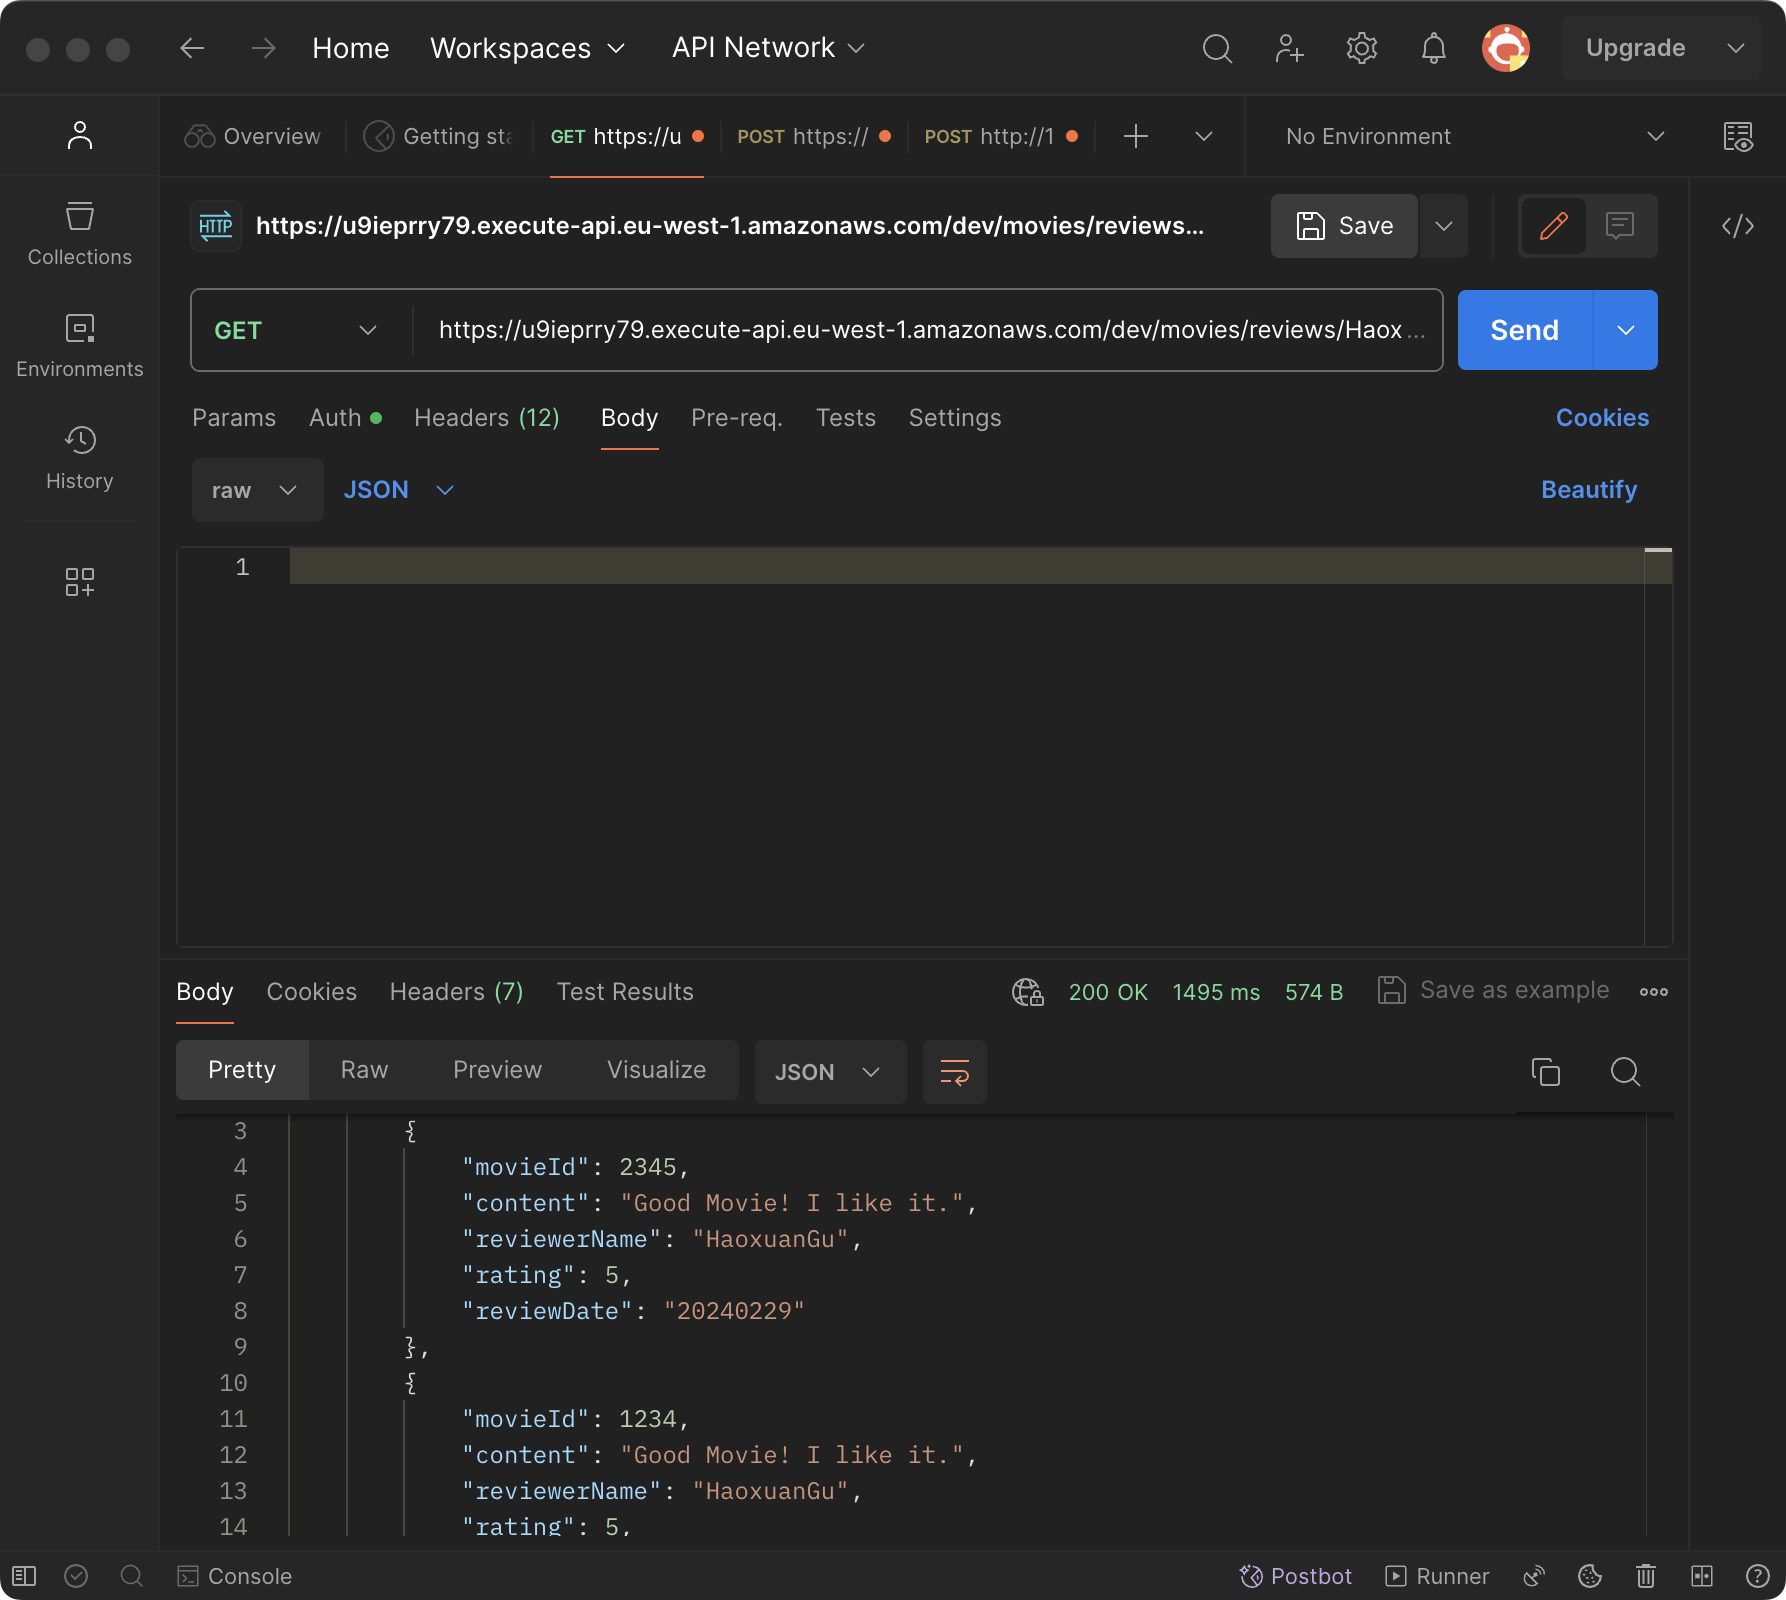 Home Workspaces API Network Upgrade
Overview Getting sta GET https://u POST https:// POST http://1 No Environment
HTTP https://u9ieprry79.execute-api.eu-west-1.amazonaws.com/dev/movies/reviews... Save
Collections
GET https://u9ieprry79.execute-api.eu-west-1.amazonaws.com/dev/movies/reviews/Haox ... Send
Environments
Params Auth Headers (12) Body Pre-req. Tests Settings Cookies
History
raw JSON Beautify
1
Body Cookies Headers (7) Test Results 200 OK 1495 ms 574 B Save as example
Pretty Raw Preview Visualize JSON
3 {
4 "movieId": 2345,
5 "content": "Good Movie! I like it.",
6 "reviewerName": "HaoxuanGu",
7 "rating": 5,
8 "reviewDate": "20240229"
9 },
10 {
11 "movieId": 1234,
12 "content": "Good Movie! I like it.",
13 "reviewerName": "HaoxuanGu",
14 "rating": 5,
Console Postbot Runner